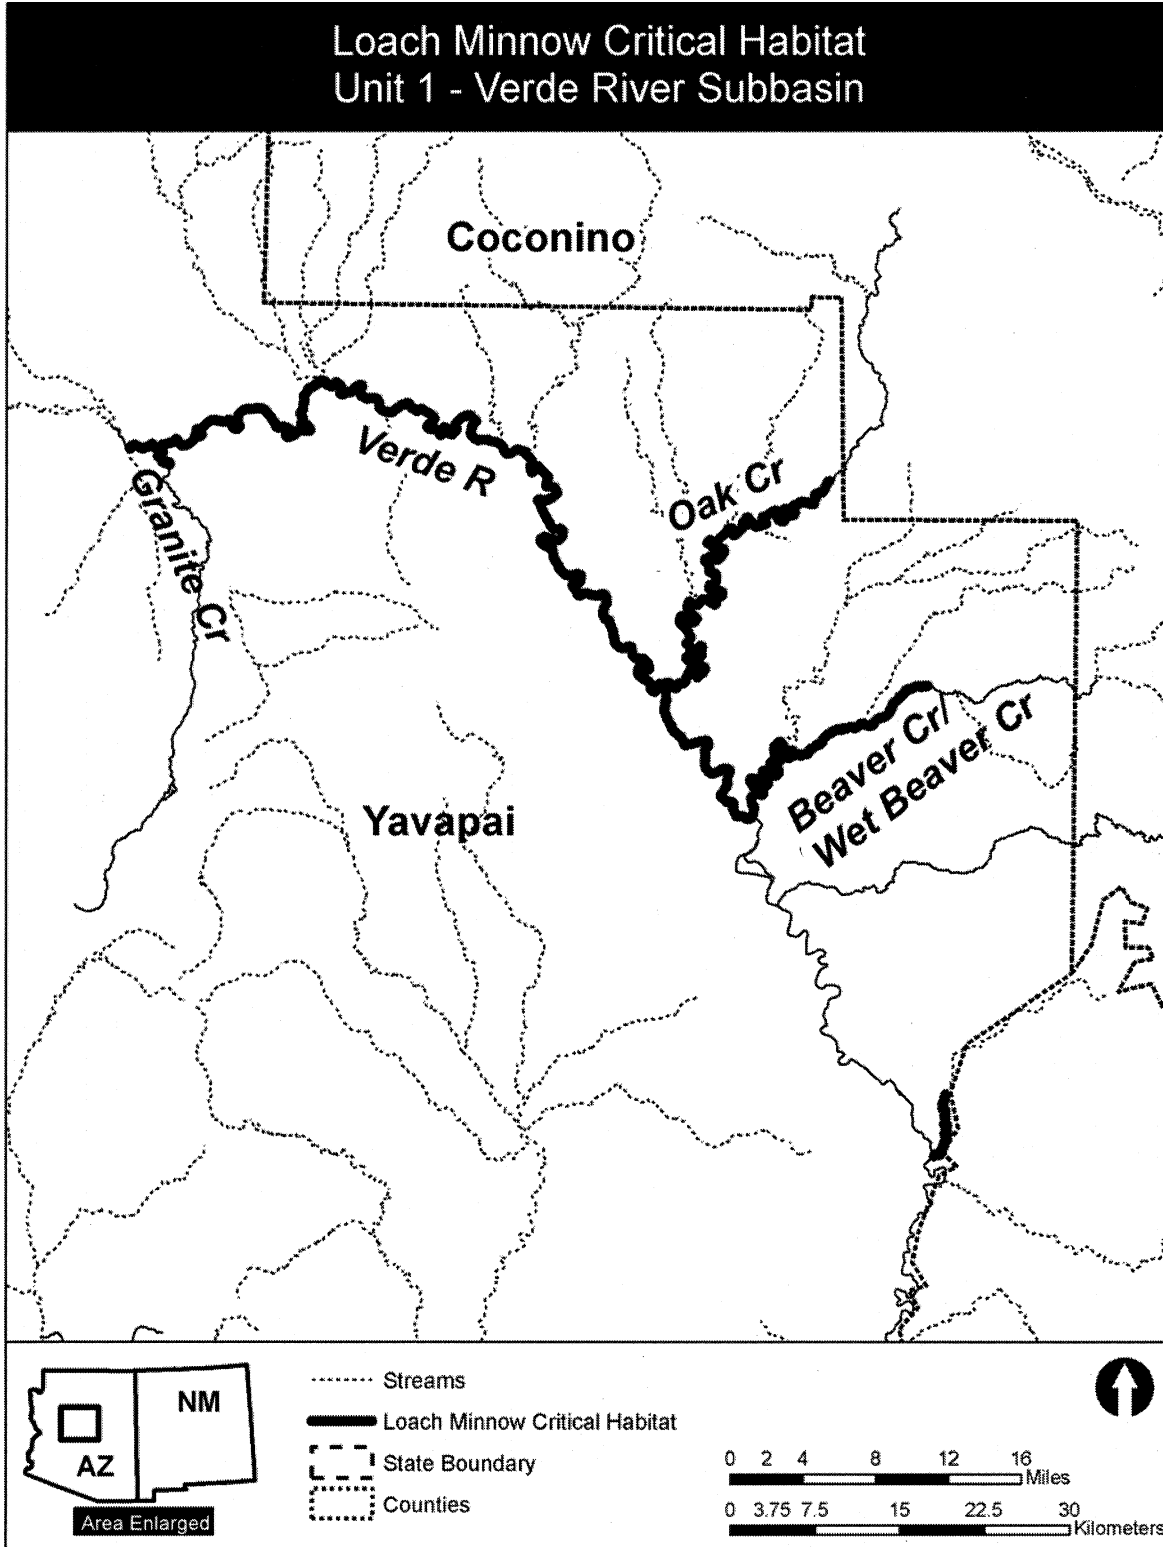 Loach Minnow Critical Habitat
Unit 1 - Verde River Subbasin
Coconino
Verde R
Oak Cr
Granite Cr
Beaver Cr/
Wet Beaver Cr
Yavapai
NM
AZ
Area Enlarged
Streams
Loach Minnow Critical Habitat
State Boundary
Counties
0 2 4 8 12 16
Miles
0 3.75 7.5 15 22.5 30
Kilometers